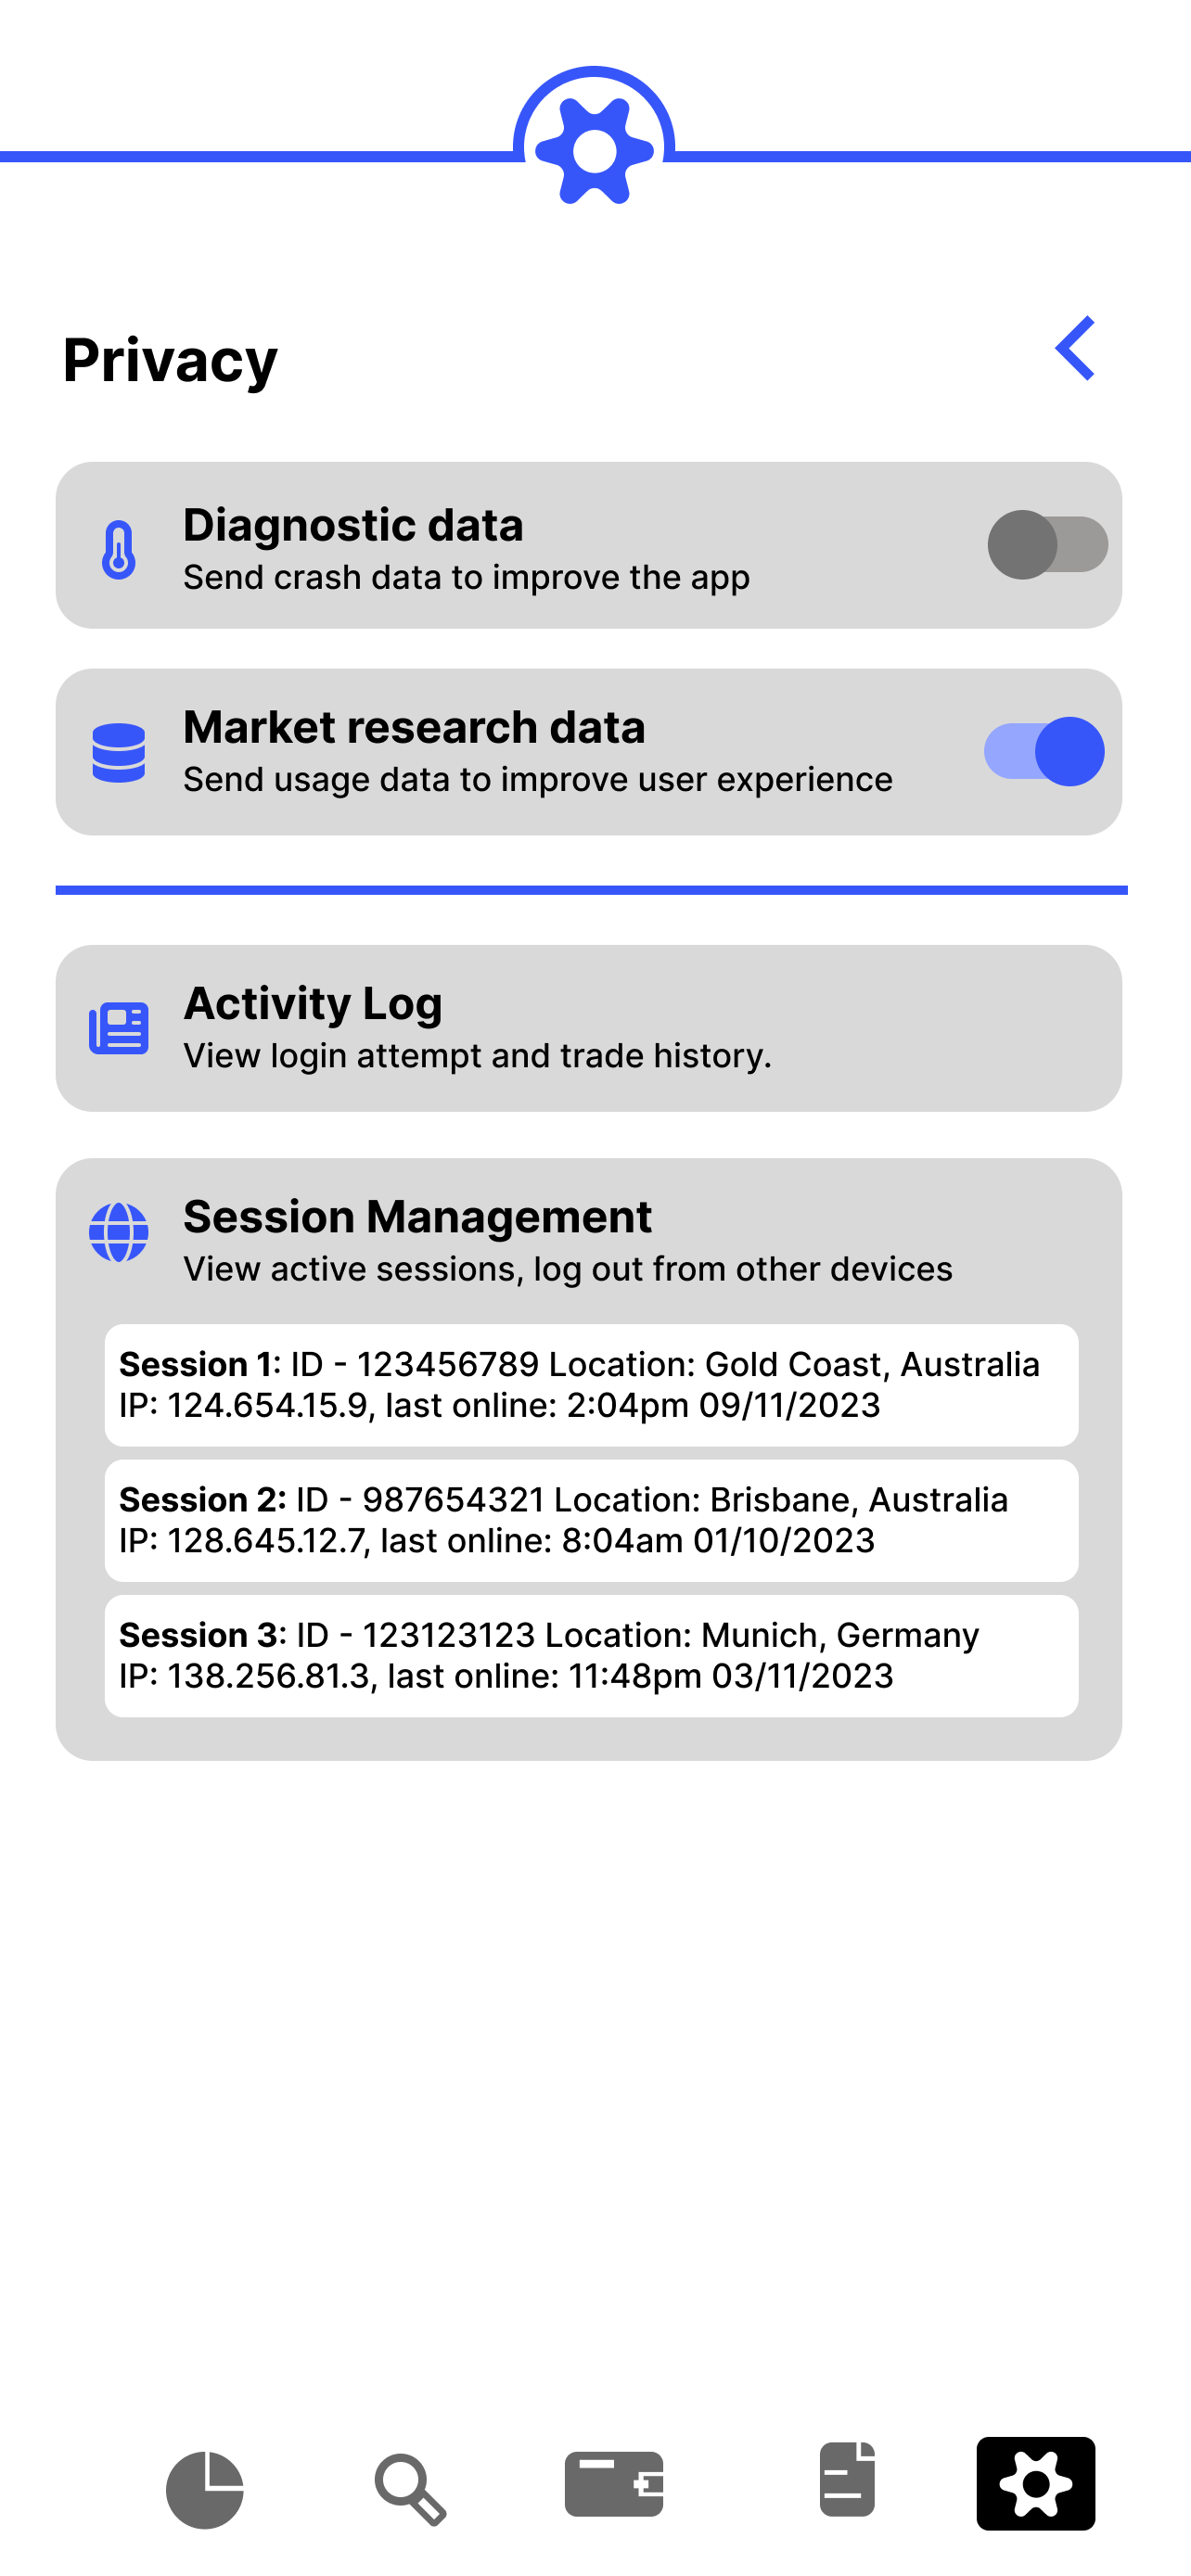 Privacy
Diagnostic data
Send crash data to improve the app
Market research data
Send usage data to improve user experience
Activity Log
View login attempt and trade history.
Session Management
View active sessions, log out from other devices
Session 1: ID - 123456789 Location: Gold Coast, Australia
IP: 124.654.15.9, last online: 2:04pm 09/11/2023
Session 2: ID - 987654321 Location: Brisbane, Australia
IP: 128.645.12.7, last online: 8:04am 01/10/2023
Session 3: ID - 123123123 Location: Munich, Germany
IP: 138.256.81.3, last online: 11:48pm 03/11/2023